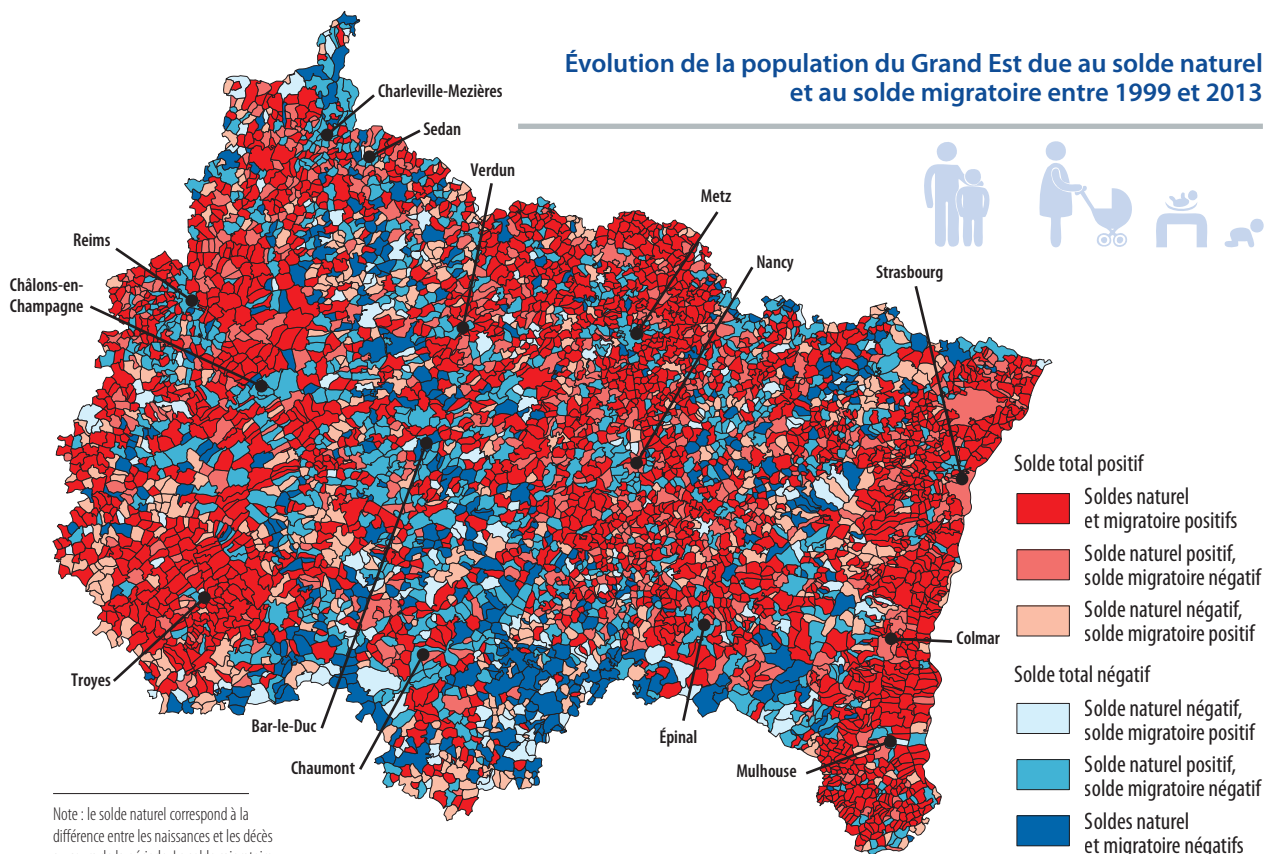 Évolution de la population du Grand Est due au solde naturel
et au solde migratoire entre 1999 et 2013
Charleville-Mezières
Sedan
Verdun
Metz
Nancy
Strasbourg
Reims
Châlons-en-
Champagne
Troyes
Bar-le-Duc
Chaumont
Épinal
Mulhouse
Colmar
Solde total positif
Soldes naturel
et migratoire positifs
Solde naturel positif,
solde migratoire négatif
Solde naturel négatif,
solde migratoire positif
Solde total négatif
Solde naturel négatif,
solde migratoire positif
Solde naturel positif,
solde migratoire négatif
Soldes naturel
et migratoire négatifs
Note : le solde naturel correspond à la
différence entre les naissances et les décès